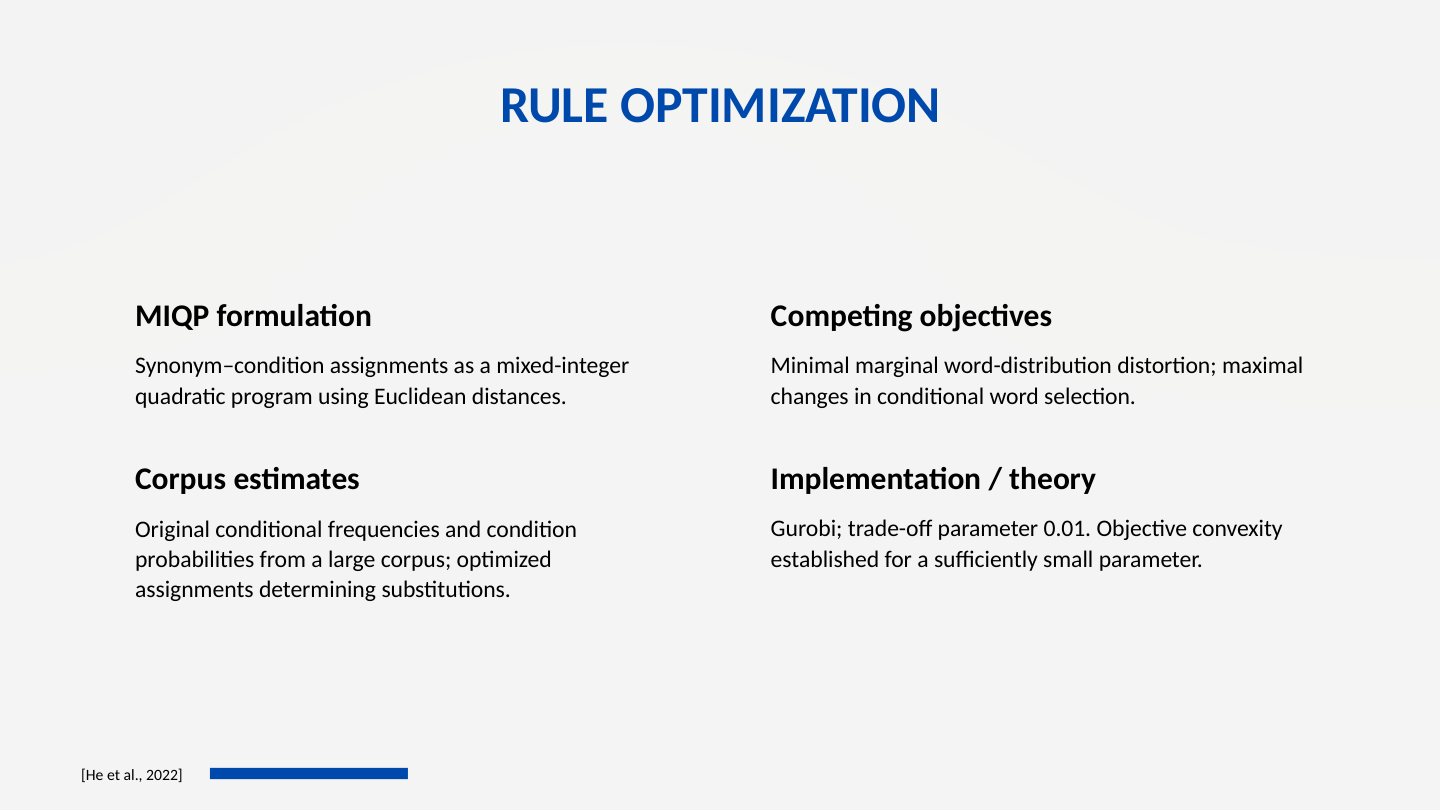 RULE OPTIMIZATION
MIQP formulation
Synonym–condition assignments as a mixed-integer
quadratic program using Euclidean distances.
Competing objectives
Minimal marginal word-distribution distortion; maximal
changes in conditional word selection.
Corpus estimates
Original conditional frequencies and condition
probabilities from a large corpus; optimized
assignments determining substitutions.
Implementation / theory
Gurobi; trade-off parameter 0.01. Objective convexity
established for a sufficiently small parameter.
[He et al., 2022]